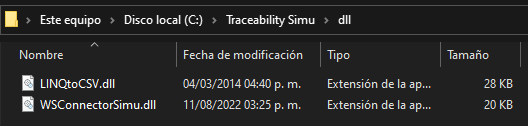 Este equipo > Disco local (C:) > Traceability Simu > dll
Nombre Fecha de modificación Tipo Tamaño
LINQtoCSV.dll 04/03/2014 04:40 p. m. Extensión de la ap... 28 KB
WSConnectorSimu.dll 11/08/2022 03:25 p. m. Extensión de la ap... 20 KB